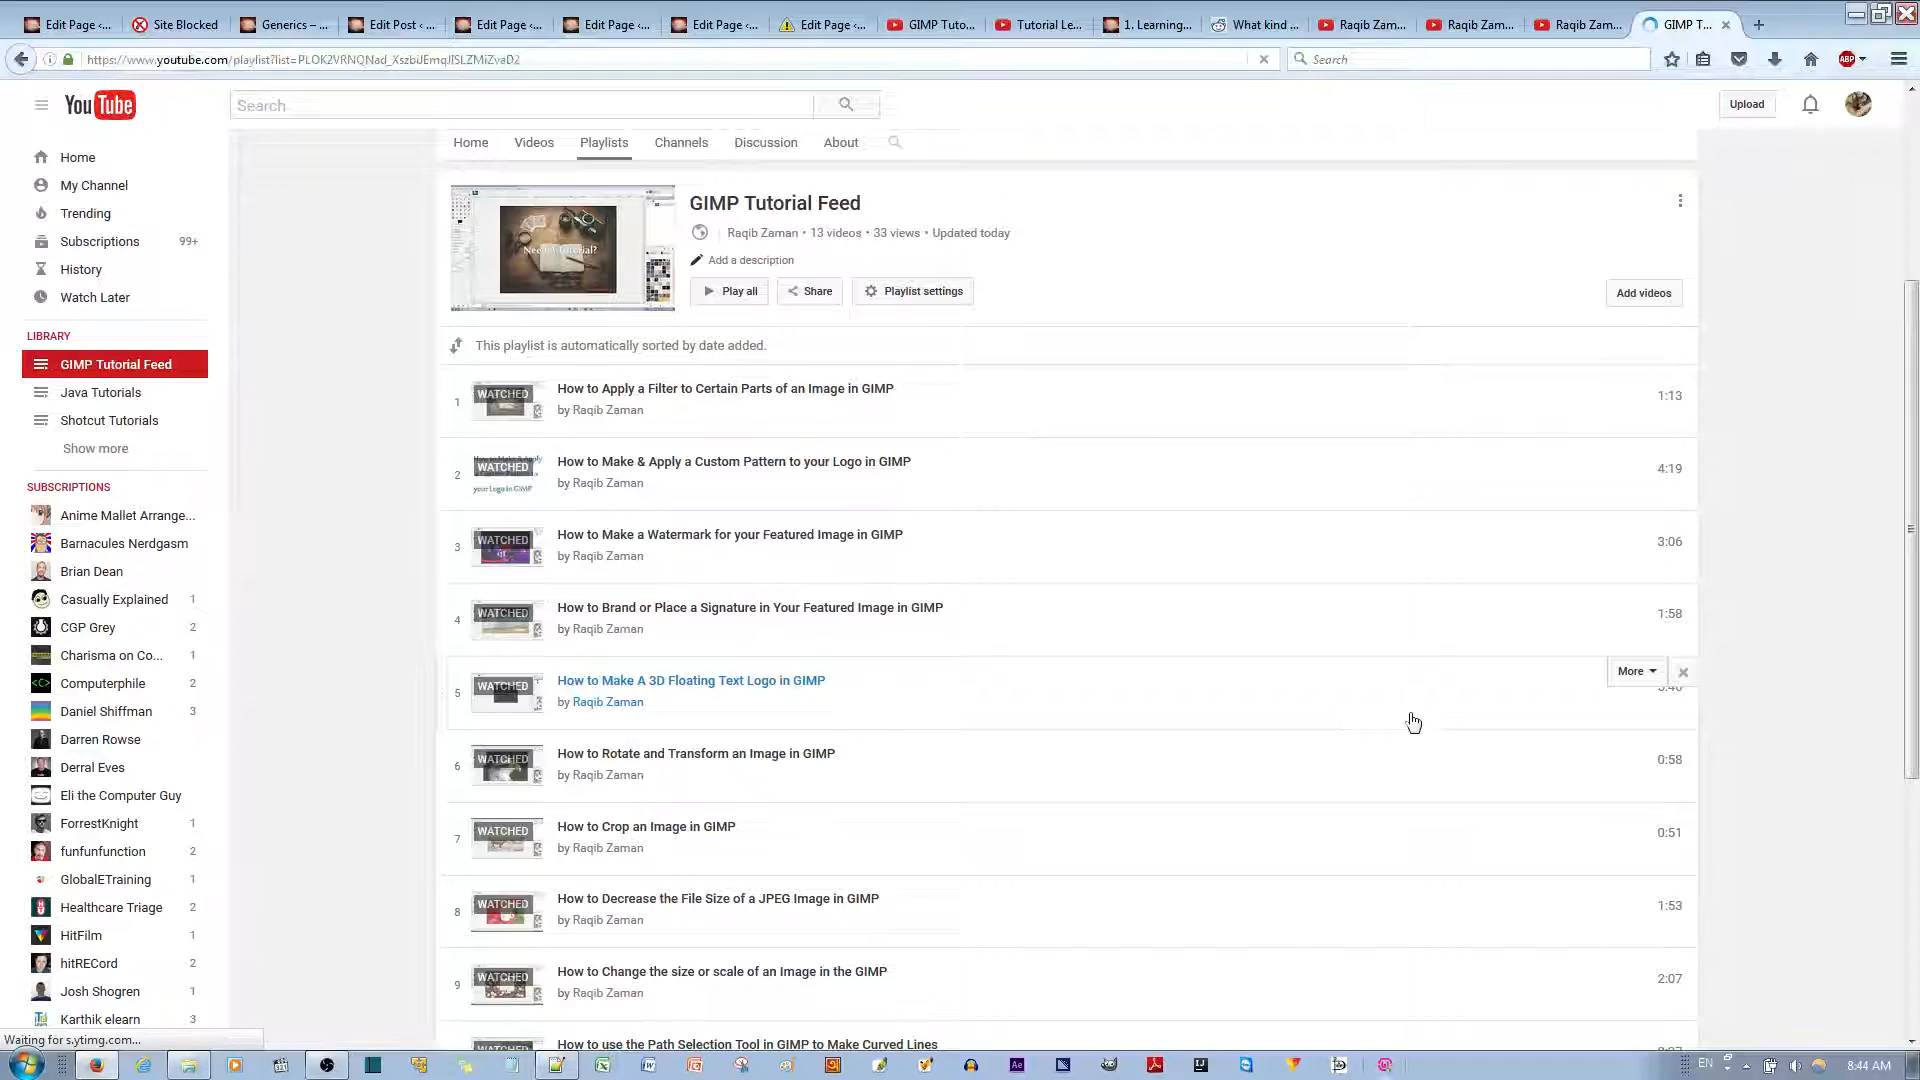 Edit Page ‹...
Site Blocked
Generics – ...
Edit Post ‹ ...
Edit Page ‹...
Edit Page ‹...
Edit Page ‹...
Edit Page ‹...
GIMP Tuto...
Tutorial Le...
1. Learning...
What kind ...
Raqib Zam...
Raqib Zam...
Raqib Zam...
GIMP T...
Search
ABP
YouTube
Search
Upload
Home
Videos
Playlists
Channels
Discussion
About
Home
My Channel
Trending
Subscriptions 99+
History
Watch Later
LIBRARY
GIMP Tutorial Feed
Java Tutorials
Shotcut Tutorials
Show more
SUBSCRIPTIONS
Anime Mallet Arrange...
Barnacules Nerdgasm
Brian Dean
Casually Explained 1
CGP Grey 2
Charisma on Co... 1
Computerphile 2
Daniel Shiffman 3
Darren Rowse
Derral Eves
Eli the Computer Guy
ForrestKnight 1
funfunfunction 2
GlobalETraining 1
Healthcare Triage 2
HitFilm 1
hitRECord 2
Josh Shogren 1
Karthik elearn 3
GIMP Tutorial Feed
Raqib Zaman • 13 videos • 33 views • Updated today
Add a description
Play all
Share
Playlist settings
Add videos
This playlist is automatically sorted by date added.
1 WATCHED How to Apply a Filter to Certain Parts of an Image in GIMP 1:13
by Raqib Zaman
2 WATCHED How to Make & Apply a Custom Pattern to your Logo in GIMP 4:19
your Logo in GIMP
by Raqib Zaman
3 WATCHED How to Make a Watermark for your Featured Image in GIMP 3:06
by Raqib Zaman
4 WATCHED How to Brand or Place a Signature in Your Featured Image in GIMP 1:58
by Raqib Zaman
5 WATCHED How to Make A 3D Floating Text Logo in GIMP More
by Raqib Zaman
6 WATCHED How to Rotate and Transform an Image in GIMP 0:58
by Raqib Zaman
7 WATCHED How to Crop an Image in GIMP 0:51
by Raqib Zaman
8 WATCHED How to Decrease the File Size of a JPEG Image in GIMP 1:53
by Raqib Zaman
9 WATCHED How to Change the size or scale of an Image in the GIMP 2:07
by Raqib Zaman
WATCHED How to use the Path Selection Tool in GIMP to Make Curved Lines
Waiting for s.ytimg.com...
EN
8:44 AM